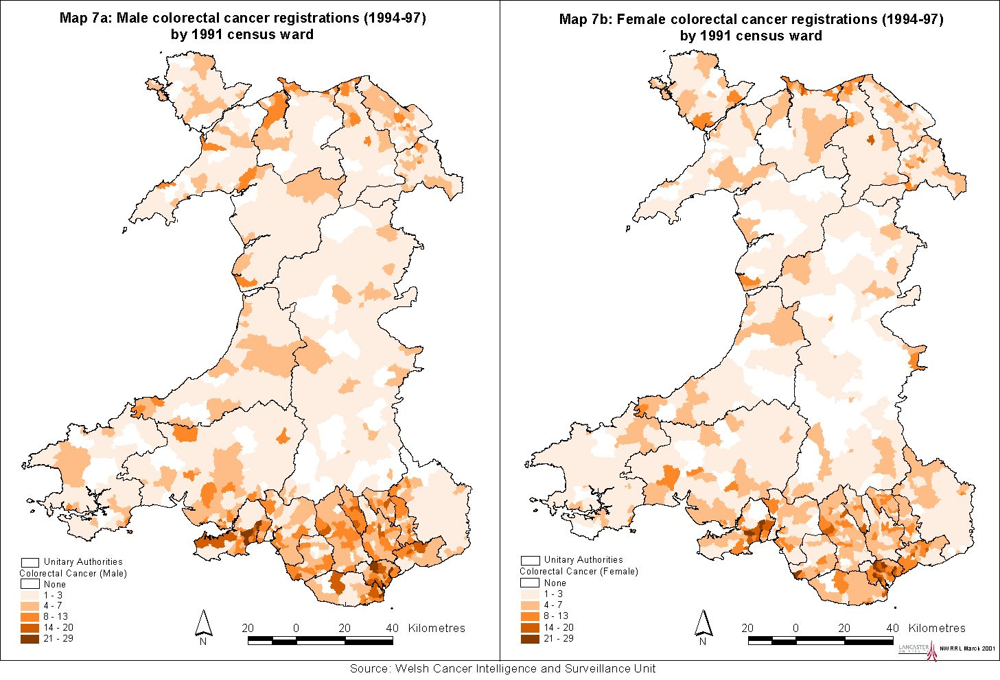 Map 7a: Male colorectal cancer registrations (1994-97)
by 1991 census ward
Unitary Authorities
Colorectal Cancer (Male)
None
1 - 3
4 - 7
8 - 13
14 - 20
21 - 29
N
20 0 20 40 Kilometres
Map 7b: Female colorectal cancer registrations (1994-97)
by 1991 census ward
Unitary Authorities
Colorectal Cancer (Female)
None
1 - 3
4 - 7
8 - 13
14 - 20
21 - 29
N
20 0 20 40 Kilometres
LANCASTER
UNIVERSITY
NWRRL March 2001
Source: Welsh Cancer Intelligence and Surveillance Unit